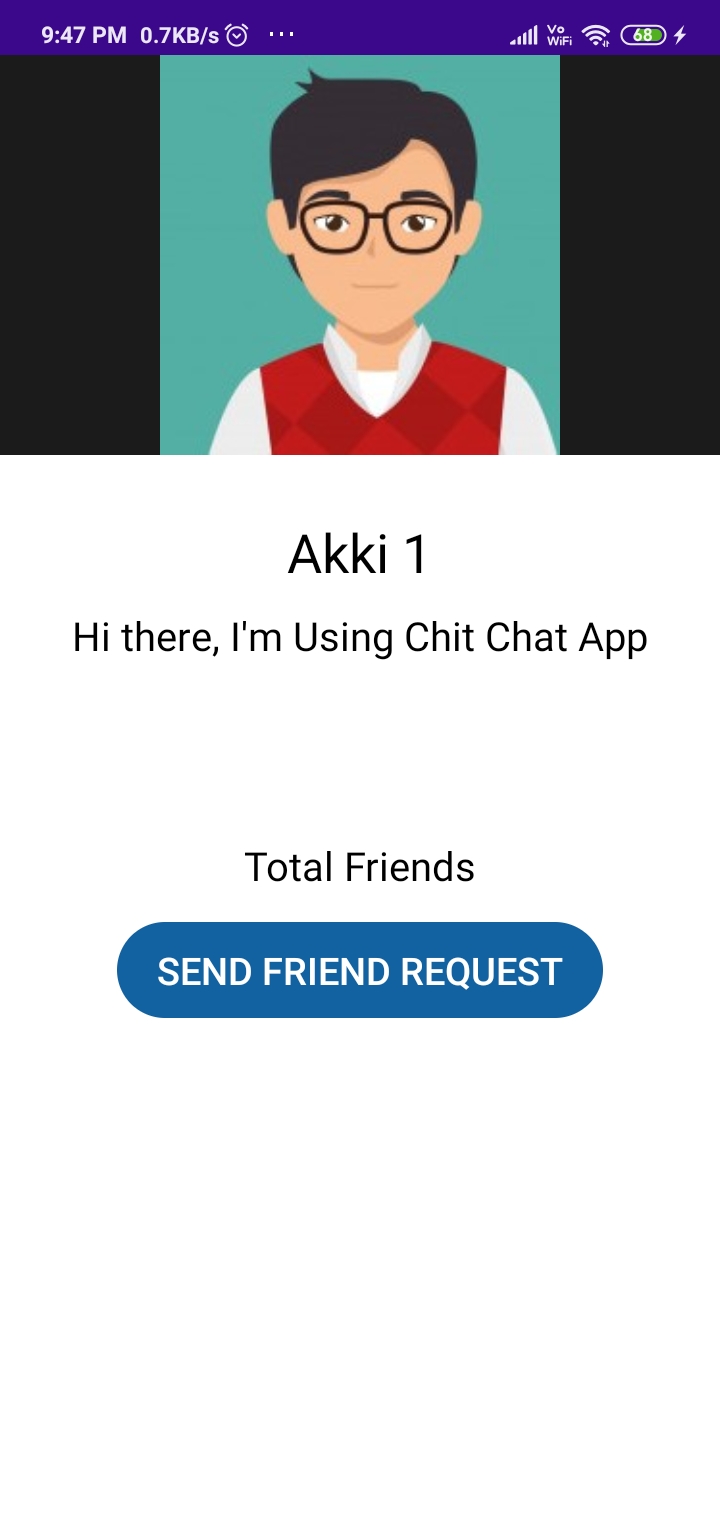 9:47 PM 0.7KB/s ... Vo WiFi 68
Akki 1
Hi there, I'm Using Chit Chat App
Total Friends
SEND FRIEND REQUEST